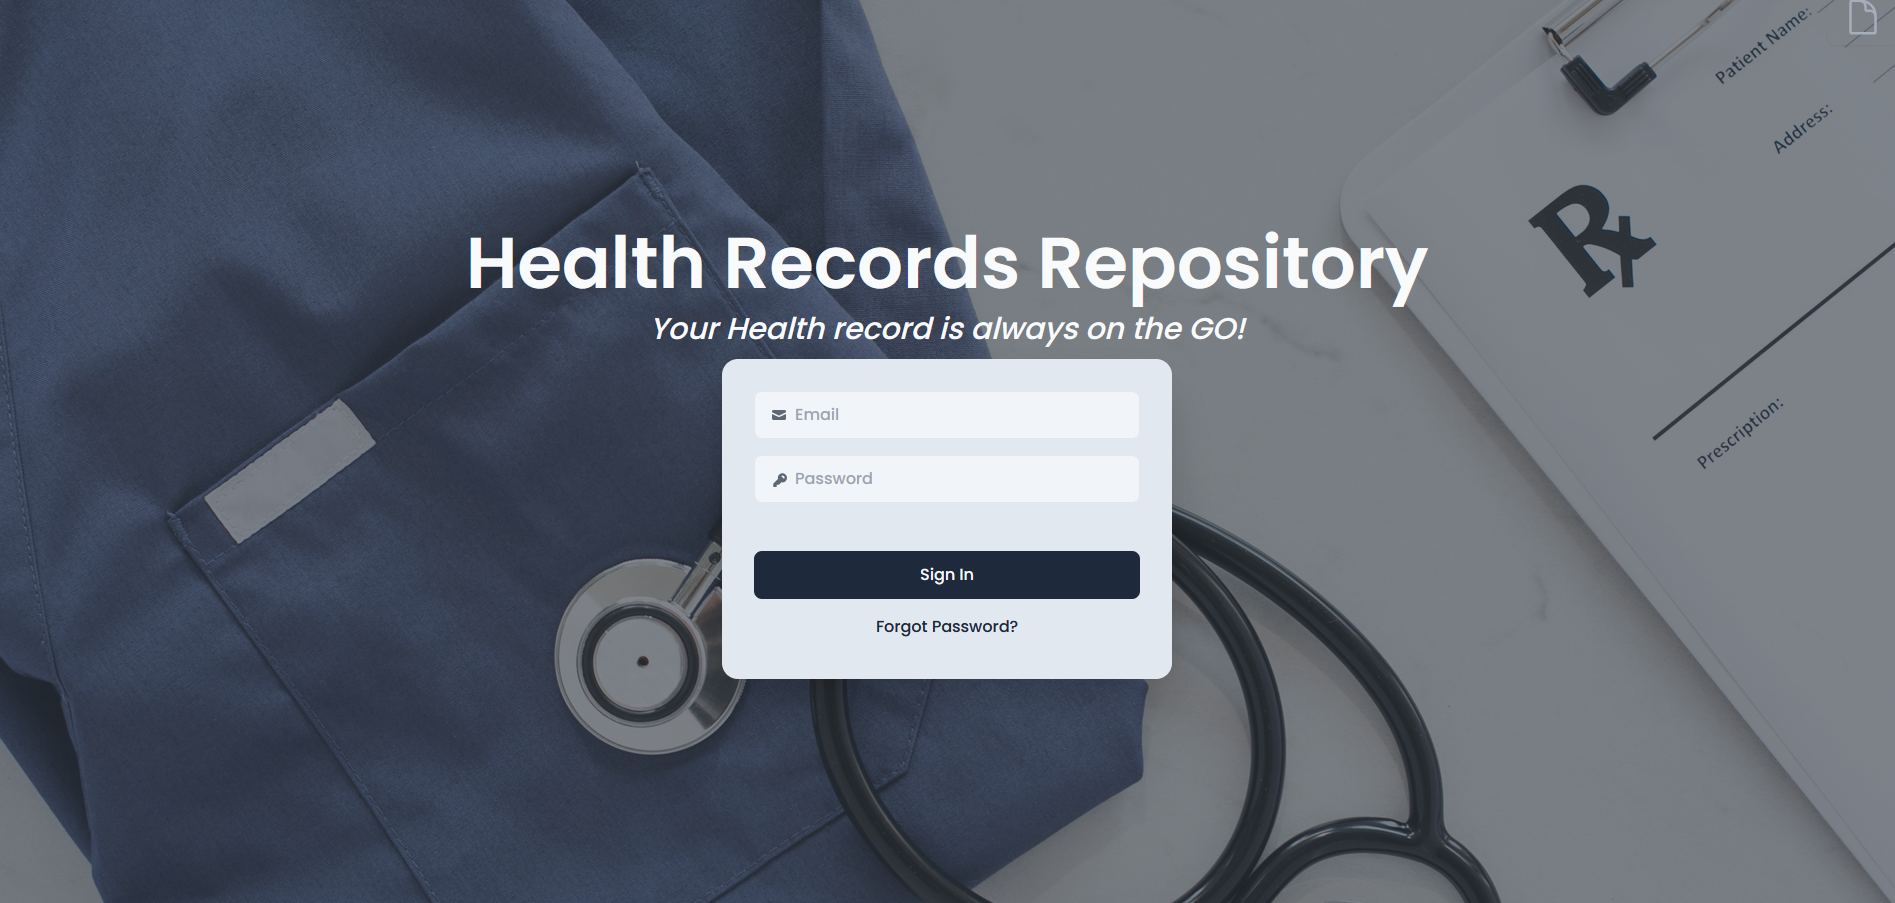 Patient Name:
Address:
Rx
Health Records Repository
Your Health record is always on the GO!
Email
Password
Prescription:
Sign In
Forgot Password?